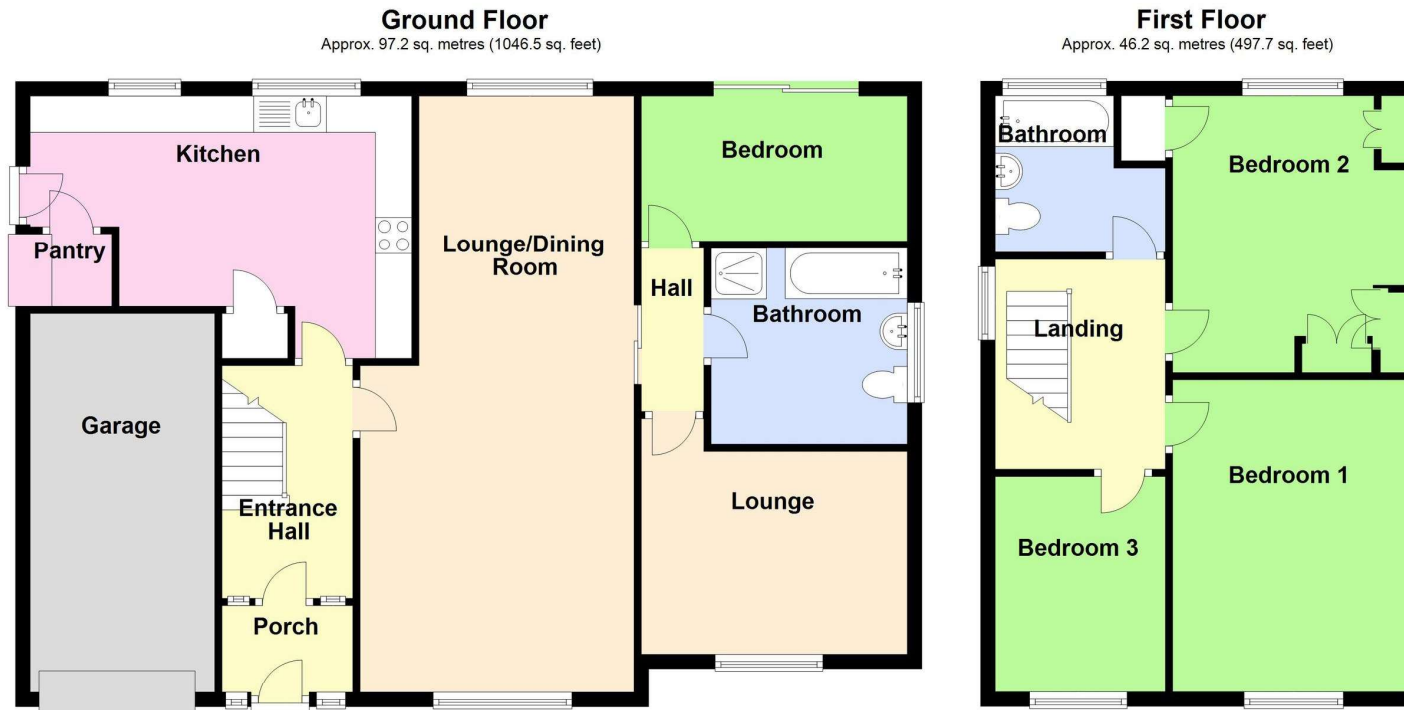 Ground Floor
Approx. 97.2 sq. metres (1046.5 sq. feet)
Kitchen
Pantry
Garage
Entrance
Hall
Porch
Lounge/Dining
Room
Bedroom
Hall
Bathroom
Lounge
First Floor
Approx. 46.2 sq. metres (497.7 sq. feet)
Bathroom
Bedroom 2
Landing
Bedroom 1
Bedroom 3